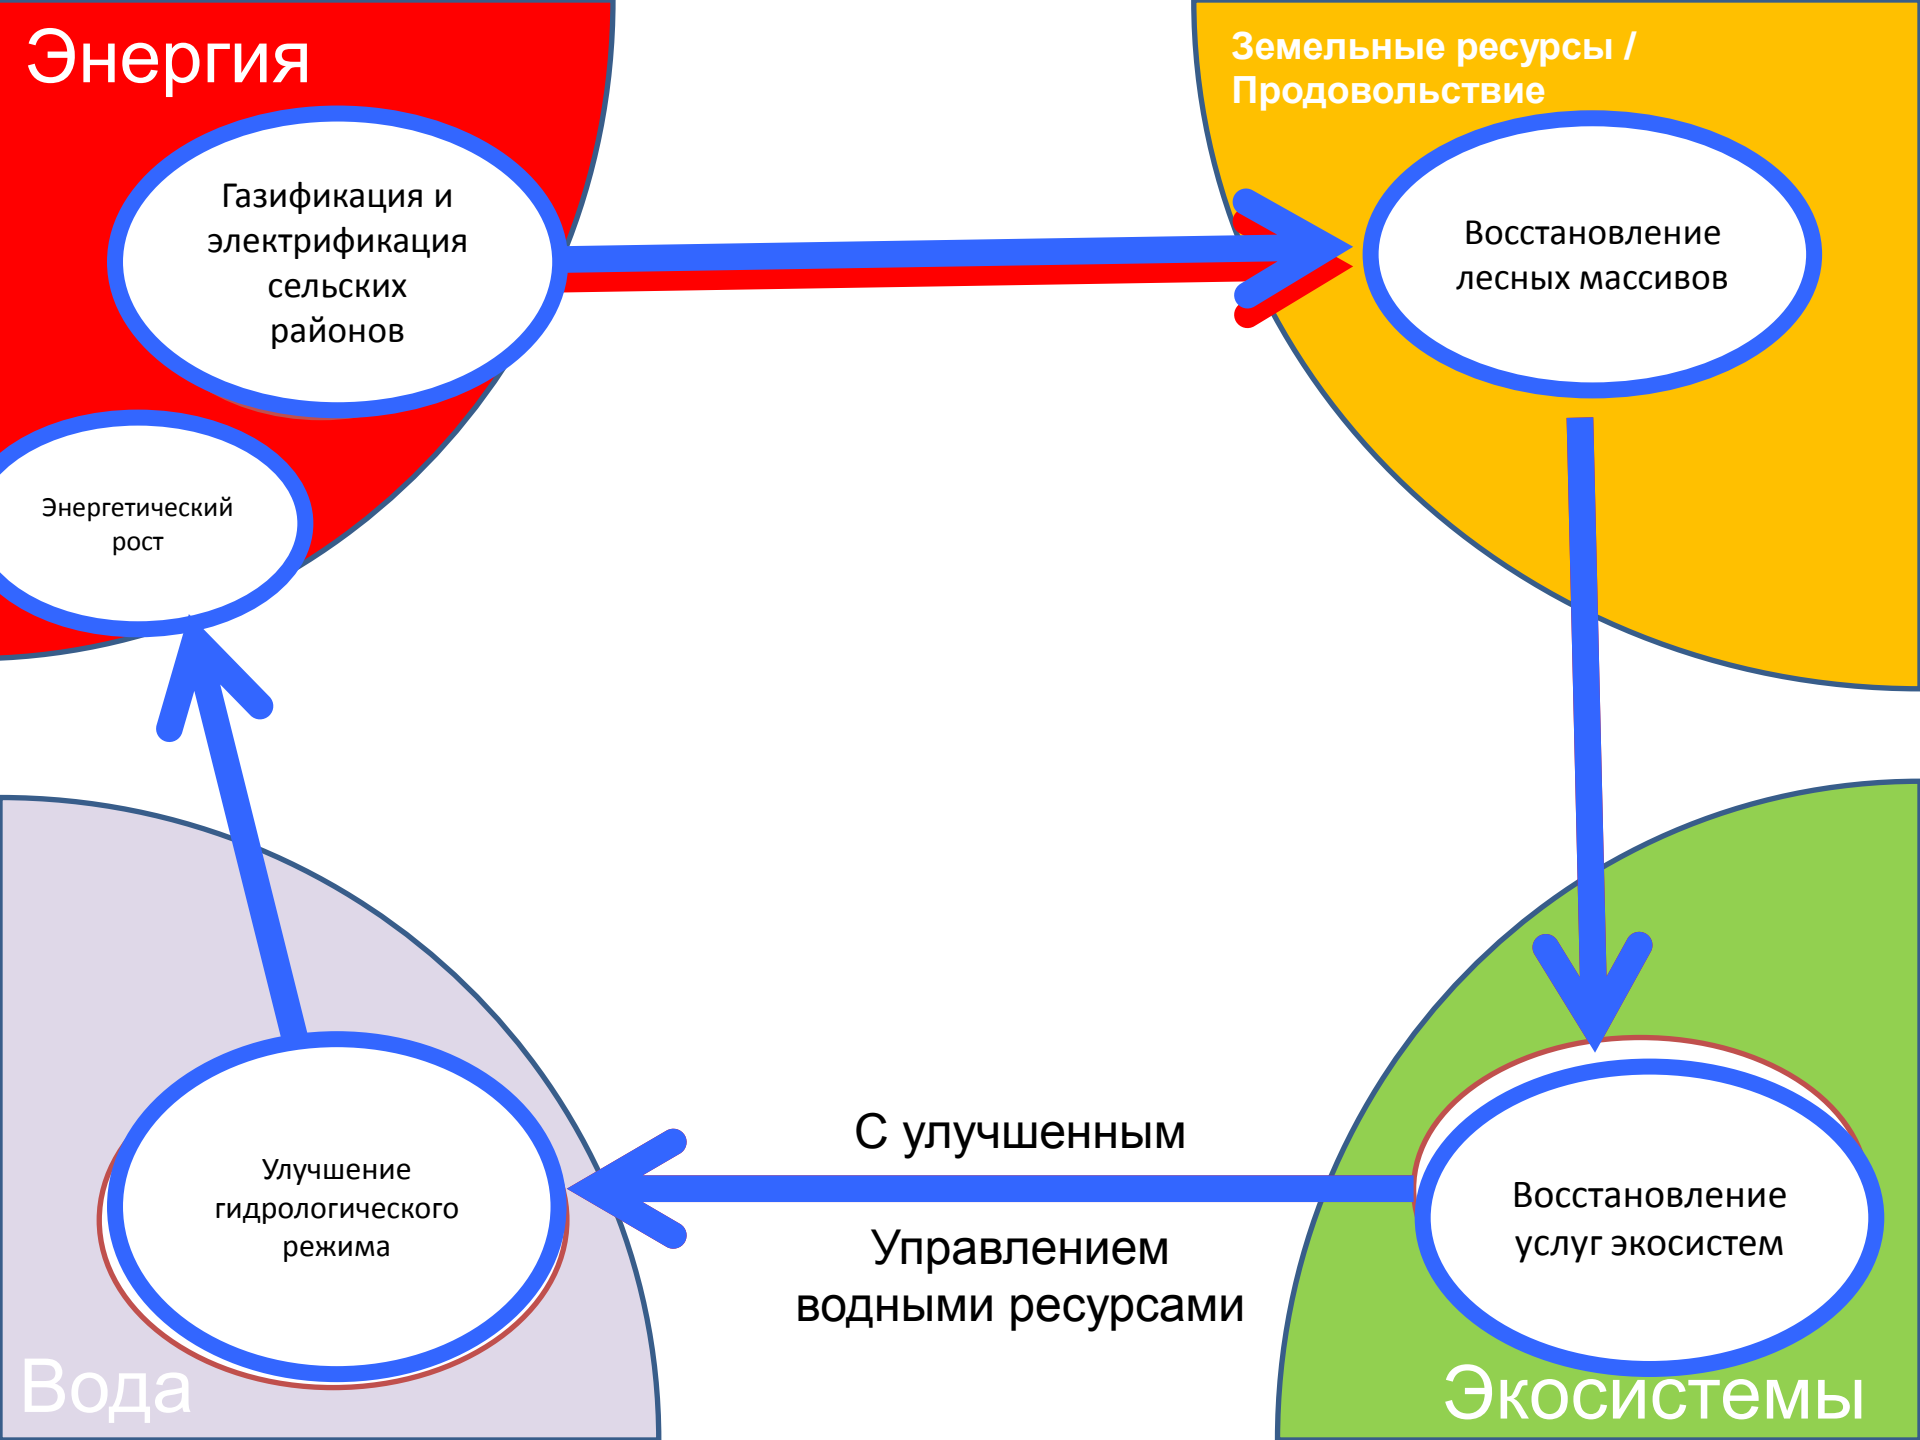 Энергия
Земельные ресурсы /
Продовольствие
Газификация и
электрификация
сельских
районов
Восстановление
лесных массивов
Энергетический
рост
С улучшенным
Управлением
водными ресурсами
Улучшение
гидрологического
режима
Восстановление
услуг экосистем
Вода
Экосистемы